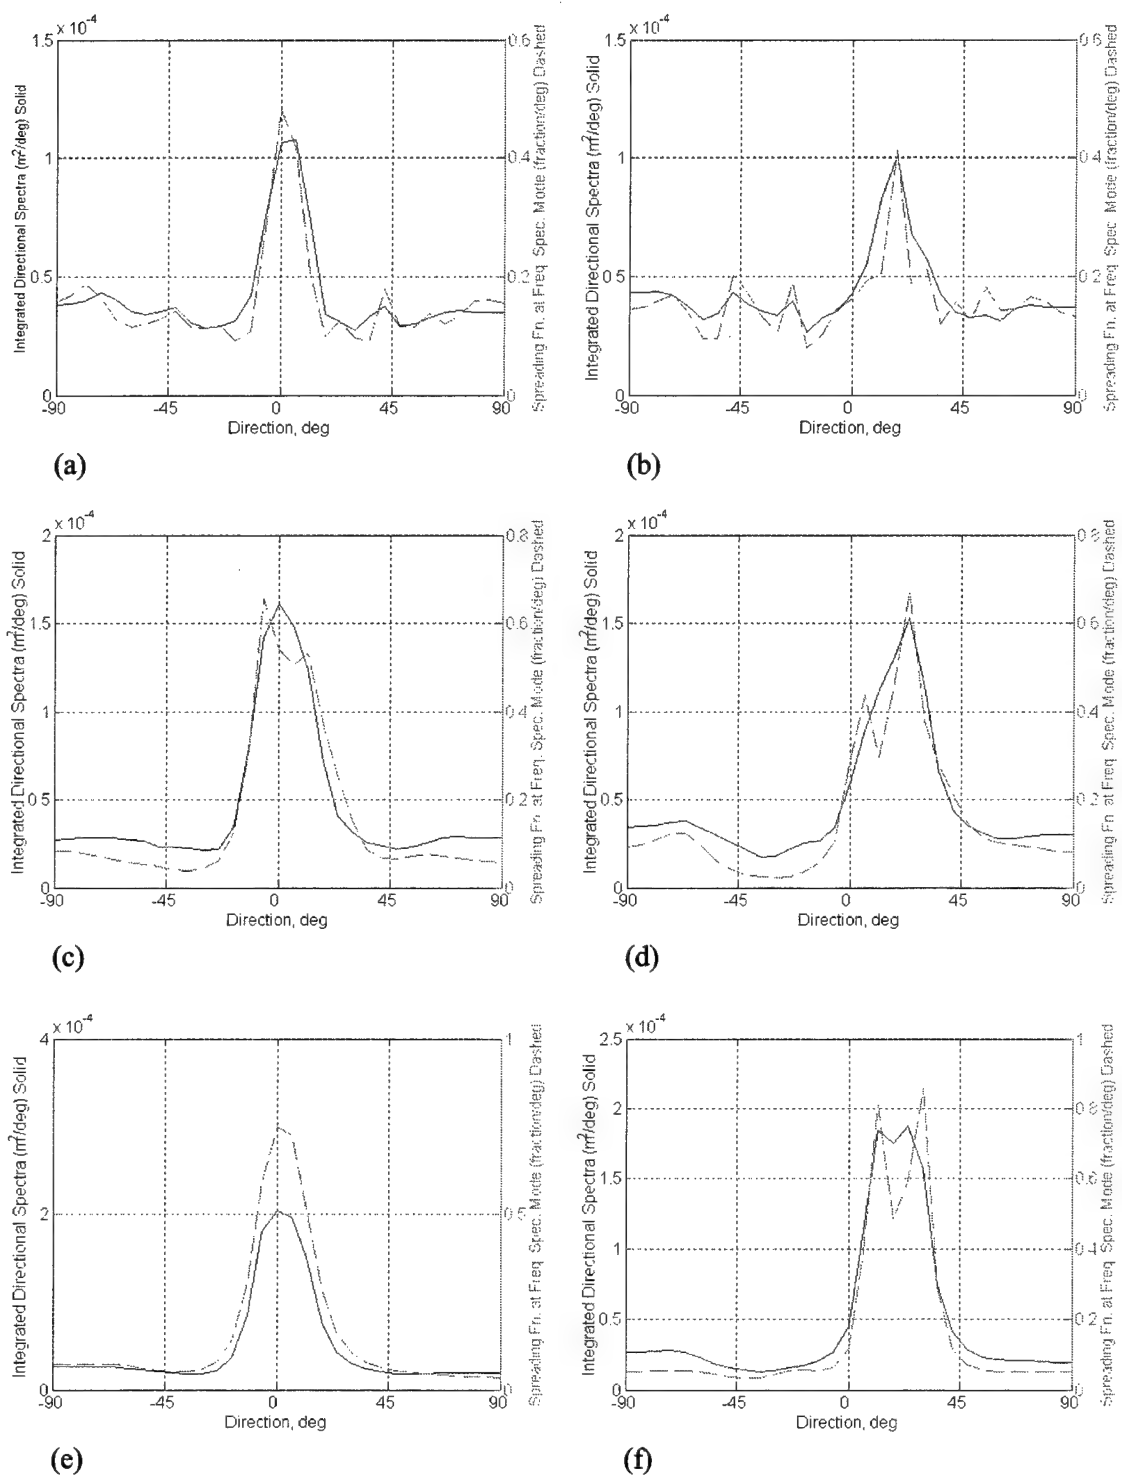 x 10-4
1.5
1
0.5
0
-90
-45
0
45
90
0.6
0.4
0.2
0
Integrated Directional Spectra (m2/deg) Solid
Spreading Fn. at Freq. Spec. Mode (fraction/deg) Dashed
Direction, deg
(a)
x 10-4
1.5
1
0.5
0
-90
-45
0
45
90
0.6
0.4
0.2
0
Integrated Directional Spectra (m2/deg) Solid
Spreading Fn. at Freq. Spec. Mode (fraction/deg) Dashed
Direction, deg
(b)
x 10-4
2
1.5
1
0.5
0
-90
-45
0
45
90
0.8
0.6
0.4
0.2
0
Integrated Directional Spectra (m2/deg) Solid
Spreading Fn. at Freq. Spec. Mode (fraction/deg) Dashed
Direction, deg
(c)
x 10-4
2
1.5
1
0.5
0
-90
-45
0
45
90
0.8
0.6
0.4
0.2
0
Integrated Directional Spectra (m2/deg) Solid
Spreading Fn. at Freq. Spec. Mode (fraction/deg) Dashed
Direction, deg
(d)
x 10-4
4
2
0
-90
-45
0
45
90
1
0.5
0
Integrated Directional Spectra (m2/deg) Solid
Spreading Fn. at Freq. Spec. Mode (fraction/deg) Dashed
Direction, deg
(e)
x 10-4
2.5
2
1.5
1
0.5
0
-90
-45
0
45
90
1
0.8
0.6
0.4
0.2
0
Integrated Directional Spectra (m2/deg) Solid
Spreading Fn. at Freq. Spec. Mode (fraction/deg) Dashed
Direction, deg
(f)